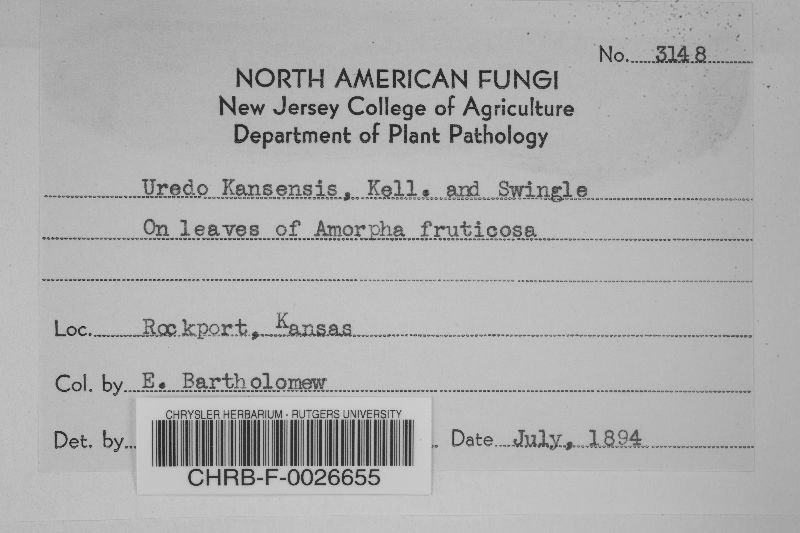 No. 3148
NORTH AMERICAN FUNGI
New Jersey College of Agriculture
Department of Plant Pathology
Uredo Kansensis, Kell. and Swingle
On leaves of Amorpha fruticosa
Loc. Rockport, Kansas
Col. by E. Bartholomew
Det. by Date July, 1894
CHRYSLER HERBARIUM - RUTGERS UNIVERSITY
CHRB-F-0026655